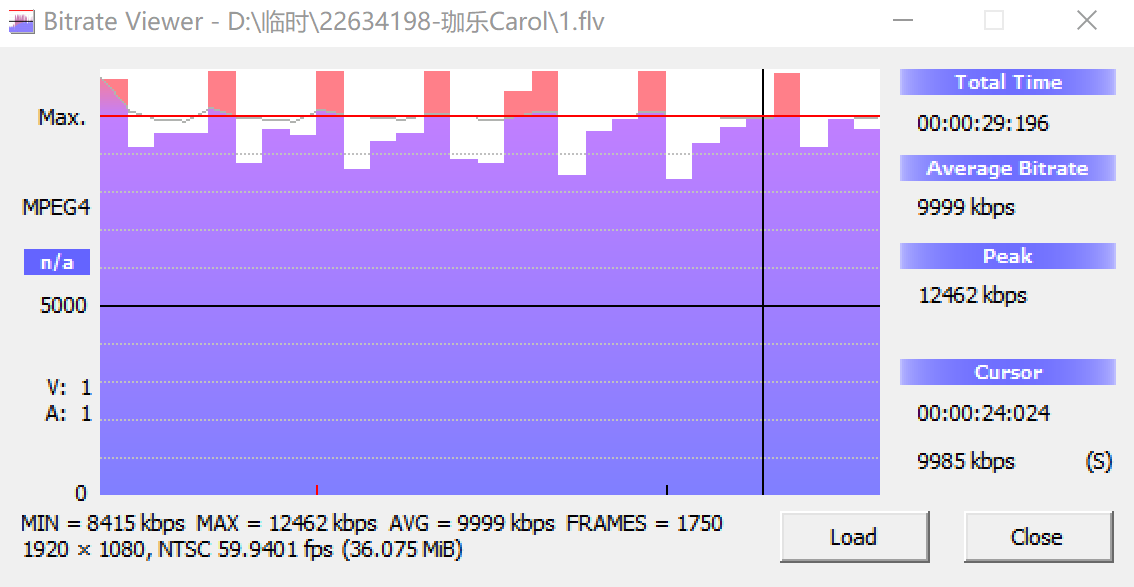 Bitrate Viewer - D:\临时\22634198-珈乐Carol\1.flv
Max.
MPEG4
n/a
5000
V: 1
A: 1
0
Total Time
00:00:29:196
Average Bitrate
9999 kbps
Peak
12462 kbps
Cursor
00:00:24:024
9985 kbps (S)
MIN = 8415 kbps MAX = 12462 kbps AVG = 9999 kbps FRAMES = 1750
1920 × 1080, NTSC 59.9401 fps (36.075 MiB)
Load Close